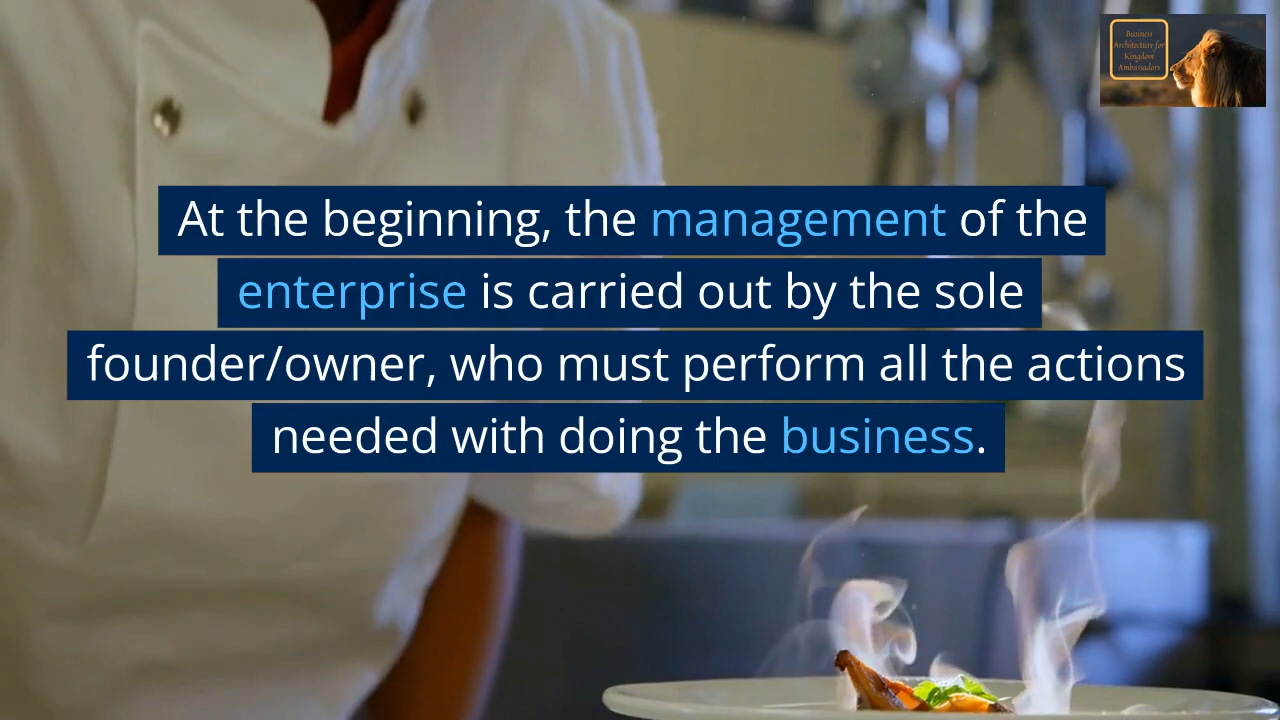 Business
Architecture for
Kingdom
Ambassadors
At the beginning, the management of the
enterprise is carried out by the sole
founder/owner, who must perform all the actions
needed with doing the business.